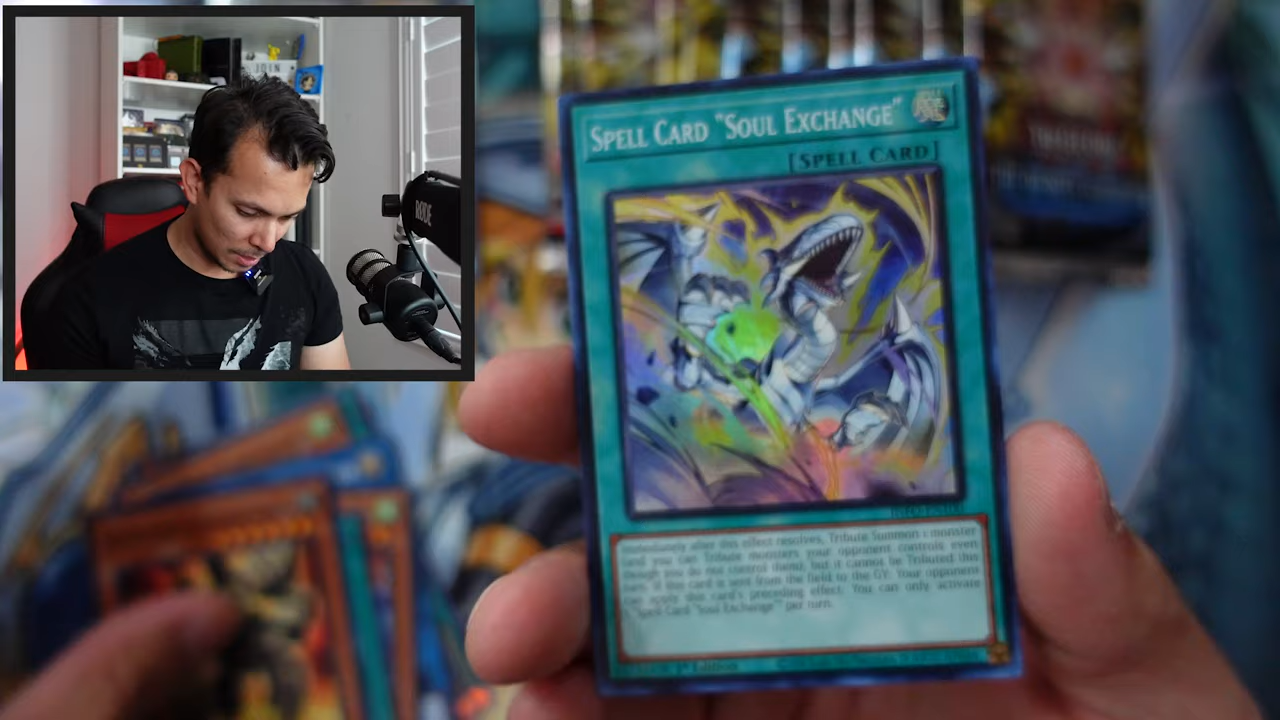 JOIN
RØDE
SPELL CARD "SOUL EXCHANGE"
[SPELL CARD]
Immediately after this effect resolves, Tribute Summon 1 monster
(and you can Tribute monsters your opponent controls even
though you do not control them), but it cannot be Tributed this
turn. If this card is sent from the field to the GY: Your opponent
can apply this card's preceding effect. You can only activate
1 "Spell Card "Soul Exchange"" per turn.
1st Edition